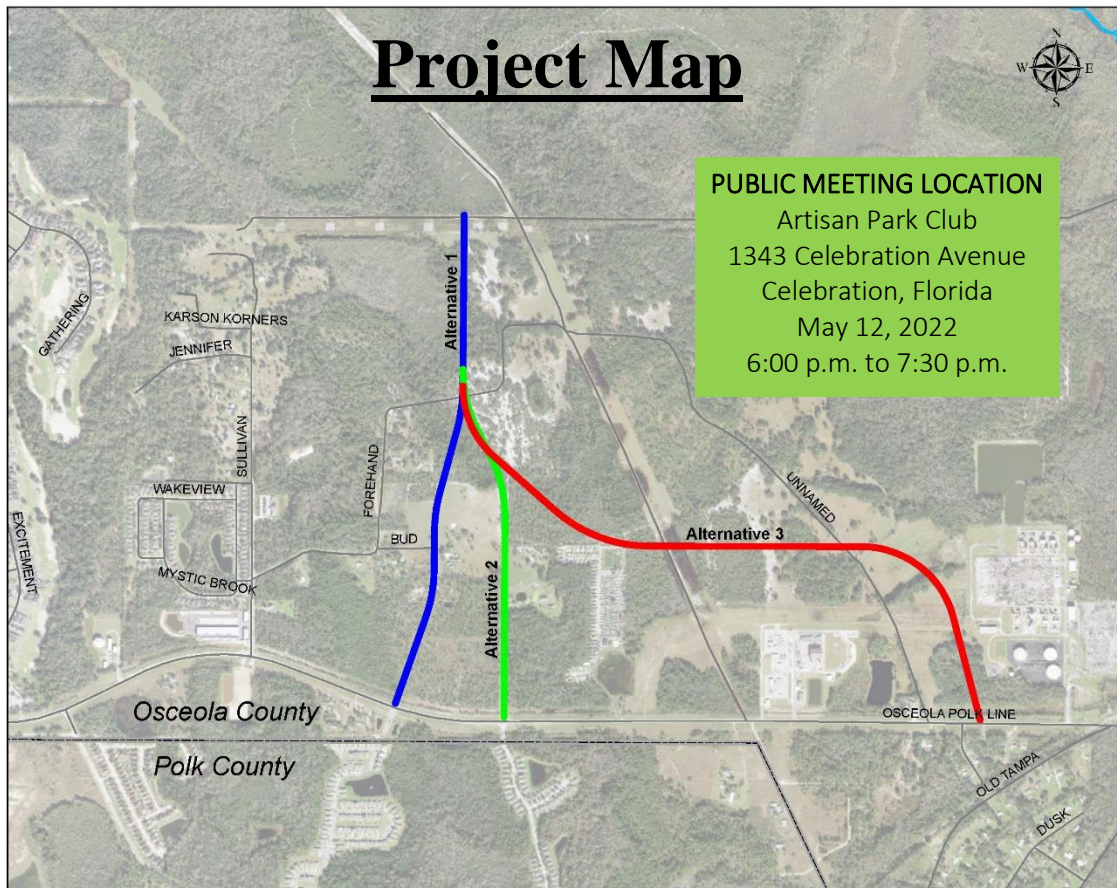 Project Map
N
W E
S
PUBLIC MEETING LOCATION
Artisan Park Club
1343 Celebration Avenue
Celebration, Florida
May 12, 2022
6:00 p.m. to 7:30 p.m.
GATHERING
KARSON KORNERS
JENNIFER
Alternative 1
SULLIVAN
FOREHAND
WAKEVIEW
UNNAMED
EXCITEMENT
BUD
Alternative 3
MYSTIC BROOK
Alternative 2
Osceola County
OSCEOLA POLK LINE
Polk County
OLD TAMPA
DUSK